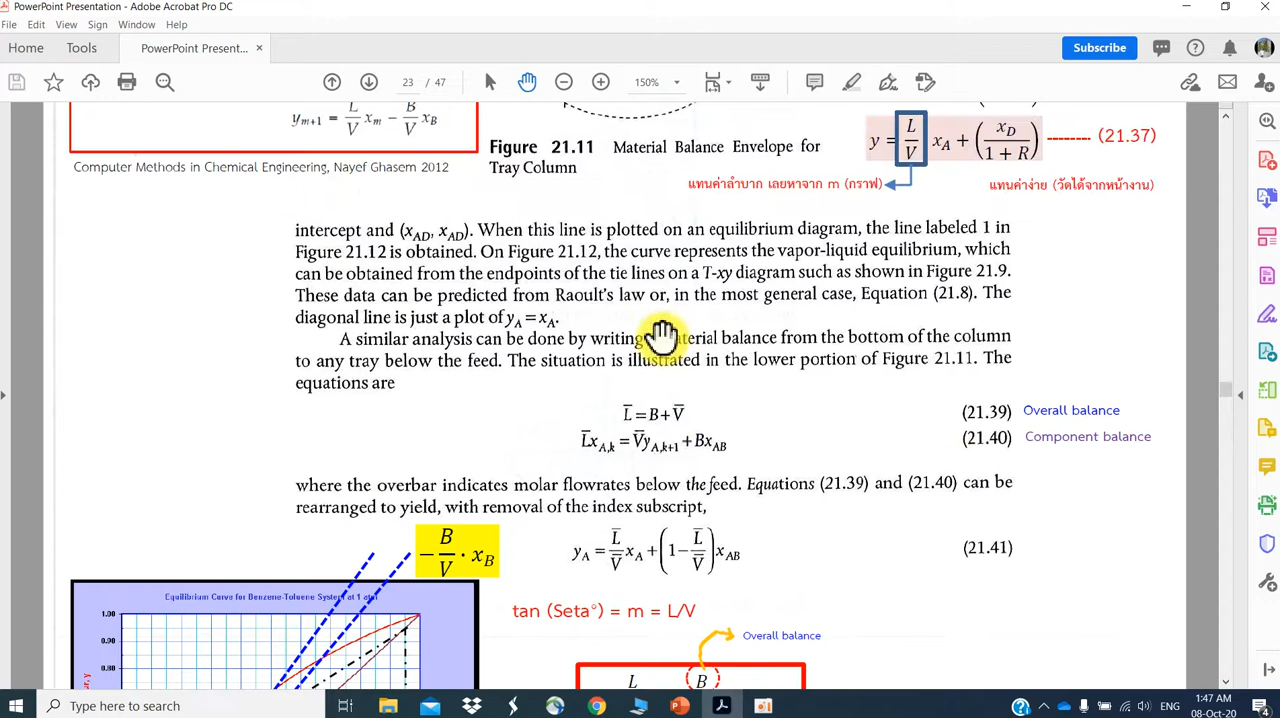 PowerPoint Presentation - Adobe Acrobat Pro DC
File Edit View Sign Window Help
Home Tools PowerPoint Present... × Subscribe
23 / 47 150%
y_{m+1} = L/V x_m − B/V x_B
Computer Methods in Chemical Engineering, Nayef Ghasem 2012
Figure 21.11 Material Balance Envelope for
Tray Column
y = L/V x_A + (x_D / 1 + R) -------- (21.37)
แทนค่าลำบาก เลยหาจาก m (กราฟ)
แทนค่าง่าย (วัดได้จากหน้างาน)
intercept and (x_{AD}, x_{AD}). When this line is plotted on an equilibrium diagram, the line labeled 1 in
Figure 21.12 is obtained. On Figure 21.12, the curve represents the vapor-liquid equilibrium, which
can be obtained from the endpoints of the tie lines on a T-xy diagram such as shown in Figure 21.9.
These data can be predicted from Raoult's law or, in the most general case, Equation (21.8). The
diagonal line is just a plot of y_A = x_A.
A similar analysis can be done by writing material balance from the bottom of the column
to any tray below the feed. The situation is illustrated in the lower portion of Figure 21.11. The
equations are
L̄ = B + V̄ (21.39) Overall balance
L̄x_{A,k} = V̄y_{A,k+1} + Bx_{AB} (21.40) Component balance
where the overbar indicates molar flowrates below the feed. Equations (21.39) and (21.40) can be
rearranged to yield, with removal of the index subscript,
− B/V · x_B
y_A = L̄/V̄ x_A + (1 − L̄/V̄) x_{AB} (21.41)
tan (Seta°) = m = L/V
Equilibrium Curve for Benzene-Toluene System at 1 atm
1.00
0.90
0.80
Overall balance
L B
Type here to search
ENG
1:47 AM
08-Oct-20
4